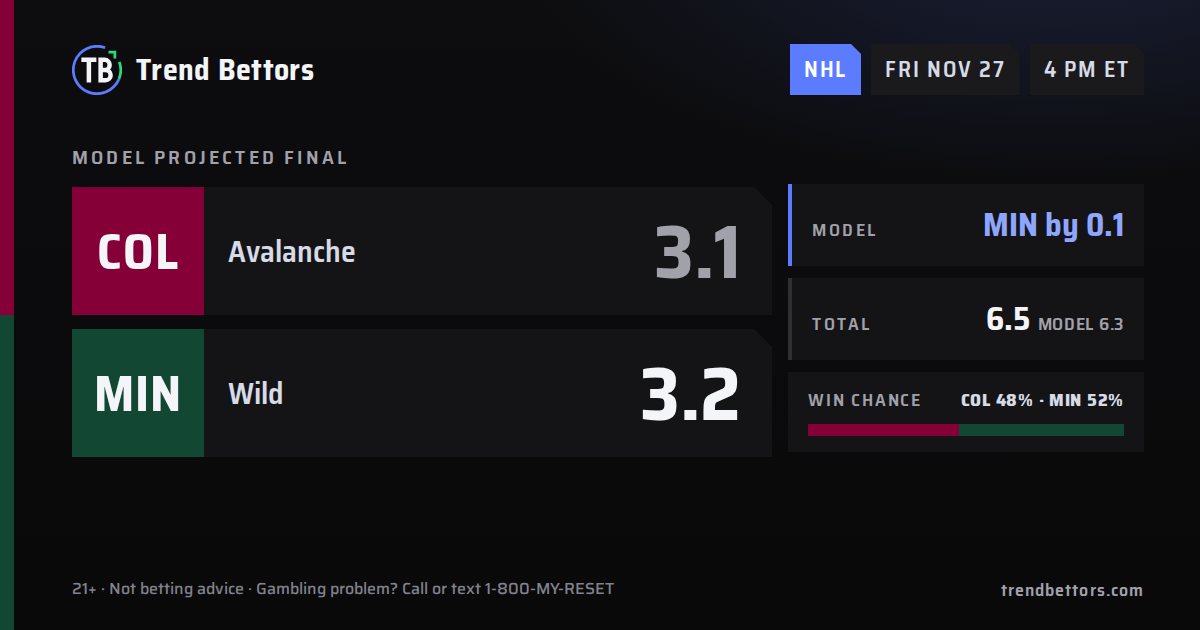 TB Trend Bettors
NHL FRI NOV 27 4 PM ET
MODEL PROJECTED FINAL
COL Avalanche 3.1
MIN Wild 3.2
MODEL MIN by 0.1
TOTAL 6.5 MODEL 6.3
WIN CHANCE COL 48% · MIN 52%
21+ · Not betting advice · Gambling problem? Call or text 1-800-MY-RESET
trendbettors.com